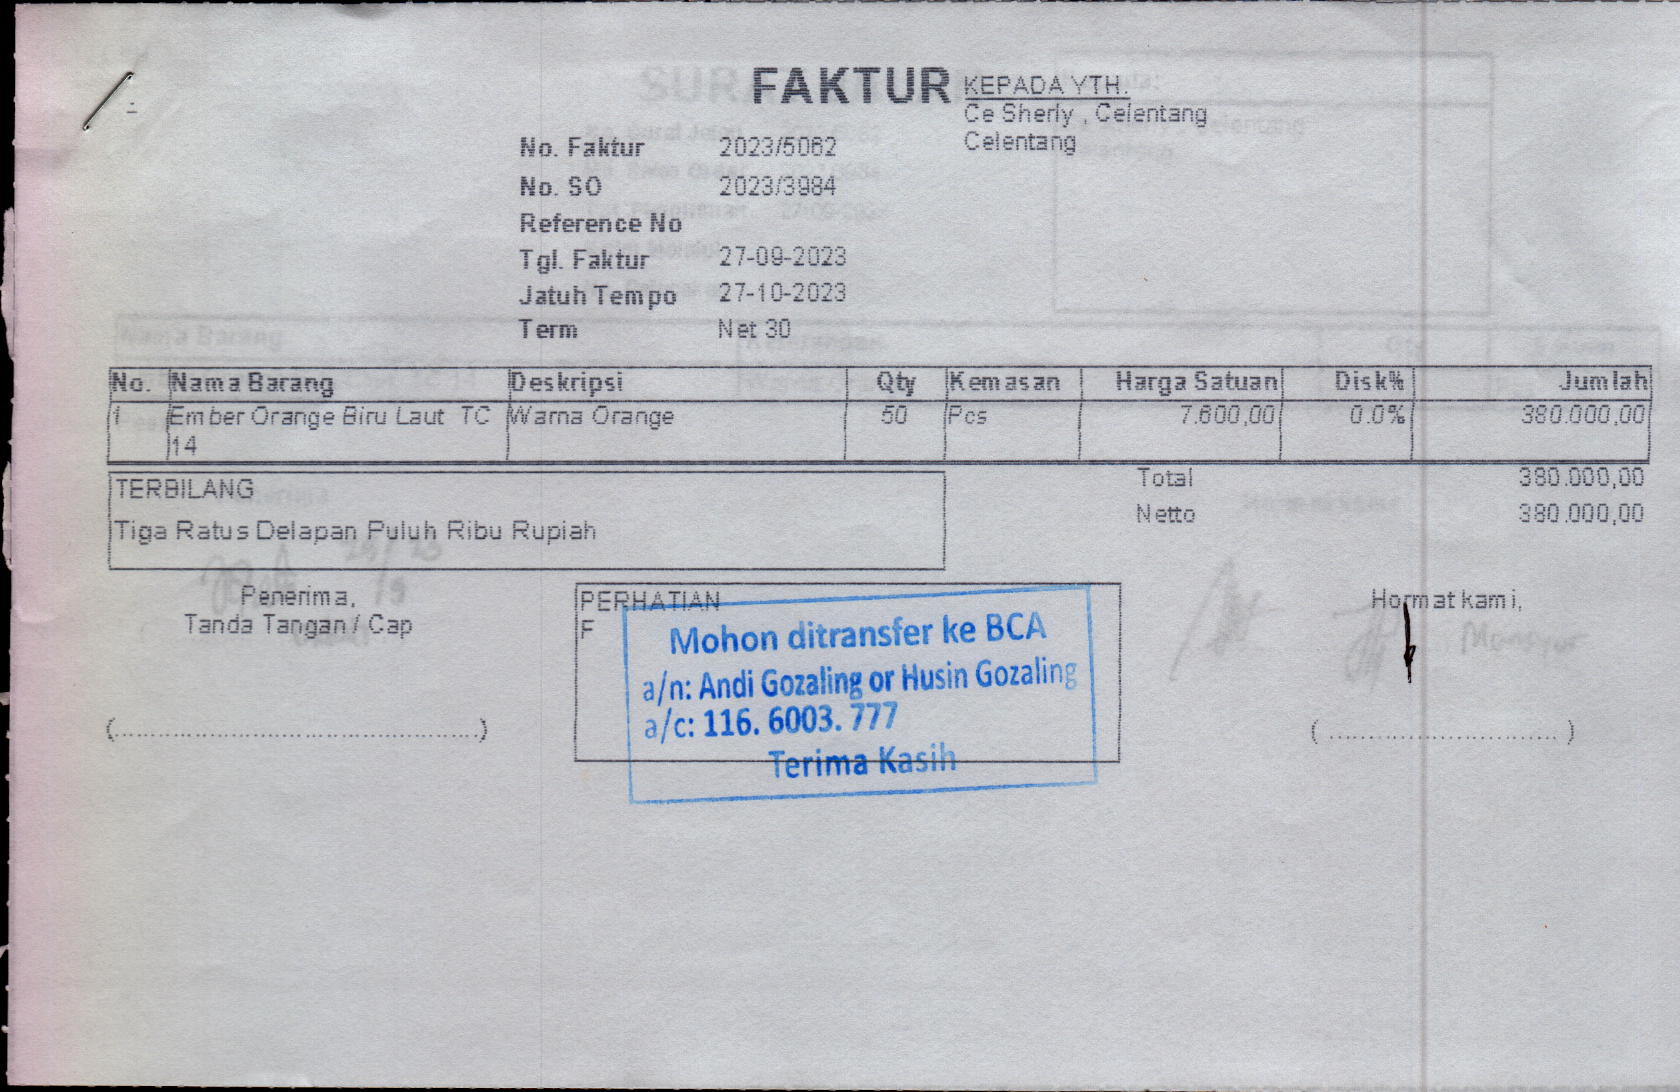 FAKTUR
KEPADA YTH.
Ce Sherly , Celentang
Celentang
No. Faktur 2023/5062
No. SO 2023/3984
Reference No
Tgl. Faktur 27-09-2023
Jatuh Tempo 27-10-2023
Term Net 30
No. Nama Barang Deskripsi Qty Kemasan Harga Satuan Disk% Jumlah
1 Ember Orange Biru Laut TC Warna Orange 50 Pcs 7.600,00 0.0% 380.000,00
14
TERBILANG
Tiga Ratus Delapan Puluh Ribu Rupiah
Total 380.000,00
Netto 380.000,00
Penerima,
Tanda Tangan / Cap
(................................................)
PERHATIAN
F
Mohon ditransfer ke BCA
a/n: Andi Gozaling or Husin Gozaling
a/c: 116. 6003. 777
Terima Kasih
Hormat kami,
(..............................)